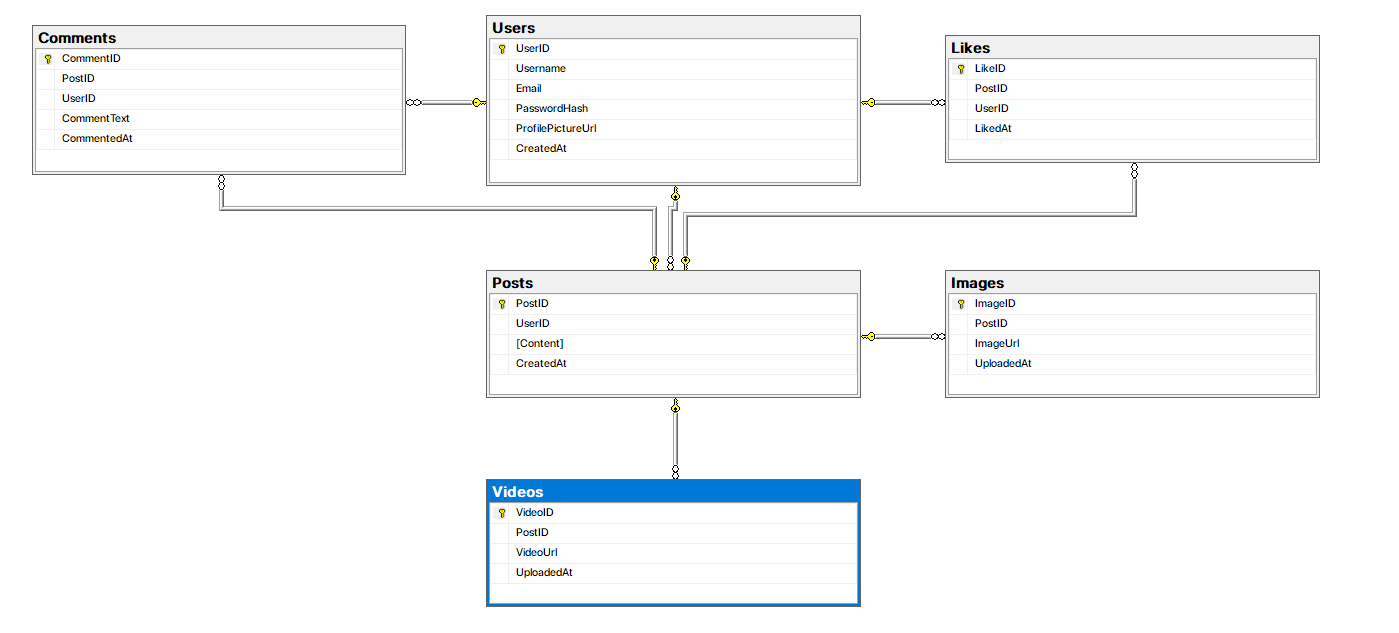 Comments
CommentID
PostID
UserID
CommentText
CommentedAt
Users
UserID
Username
Email
PasswordHash
ProfilePictureUrl
CreatedAt
Likes
LikeID
PostID
UserID
LikedAt
Posts
PostID
UserID
[Content]
CreatedAt
Images
ImageID
PostID
ImageUrl
UploadedAt
Videos
VideoID
PostID
VideoUrl
UploadedAt